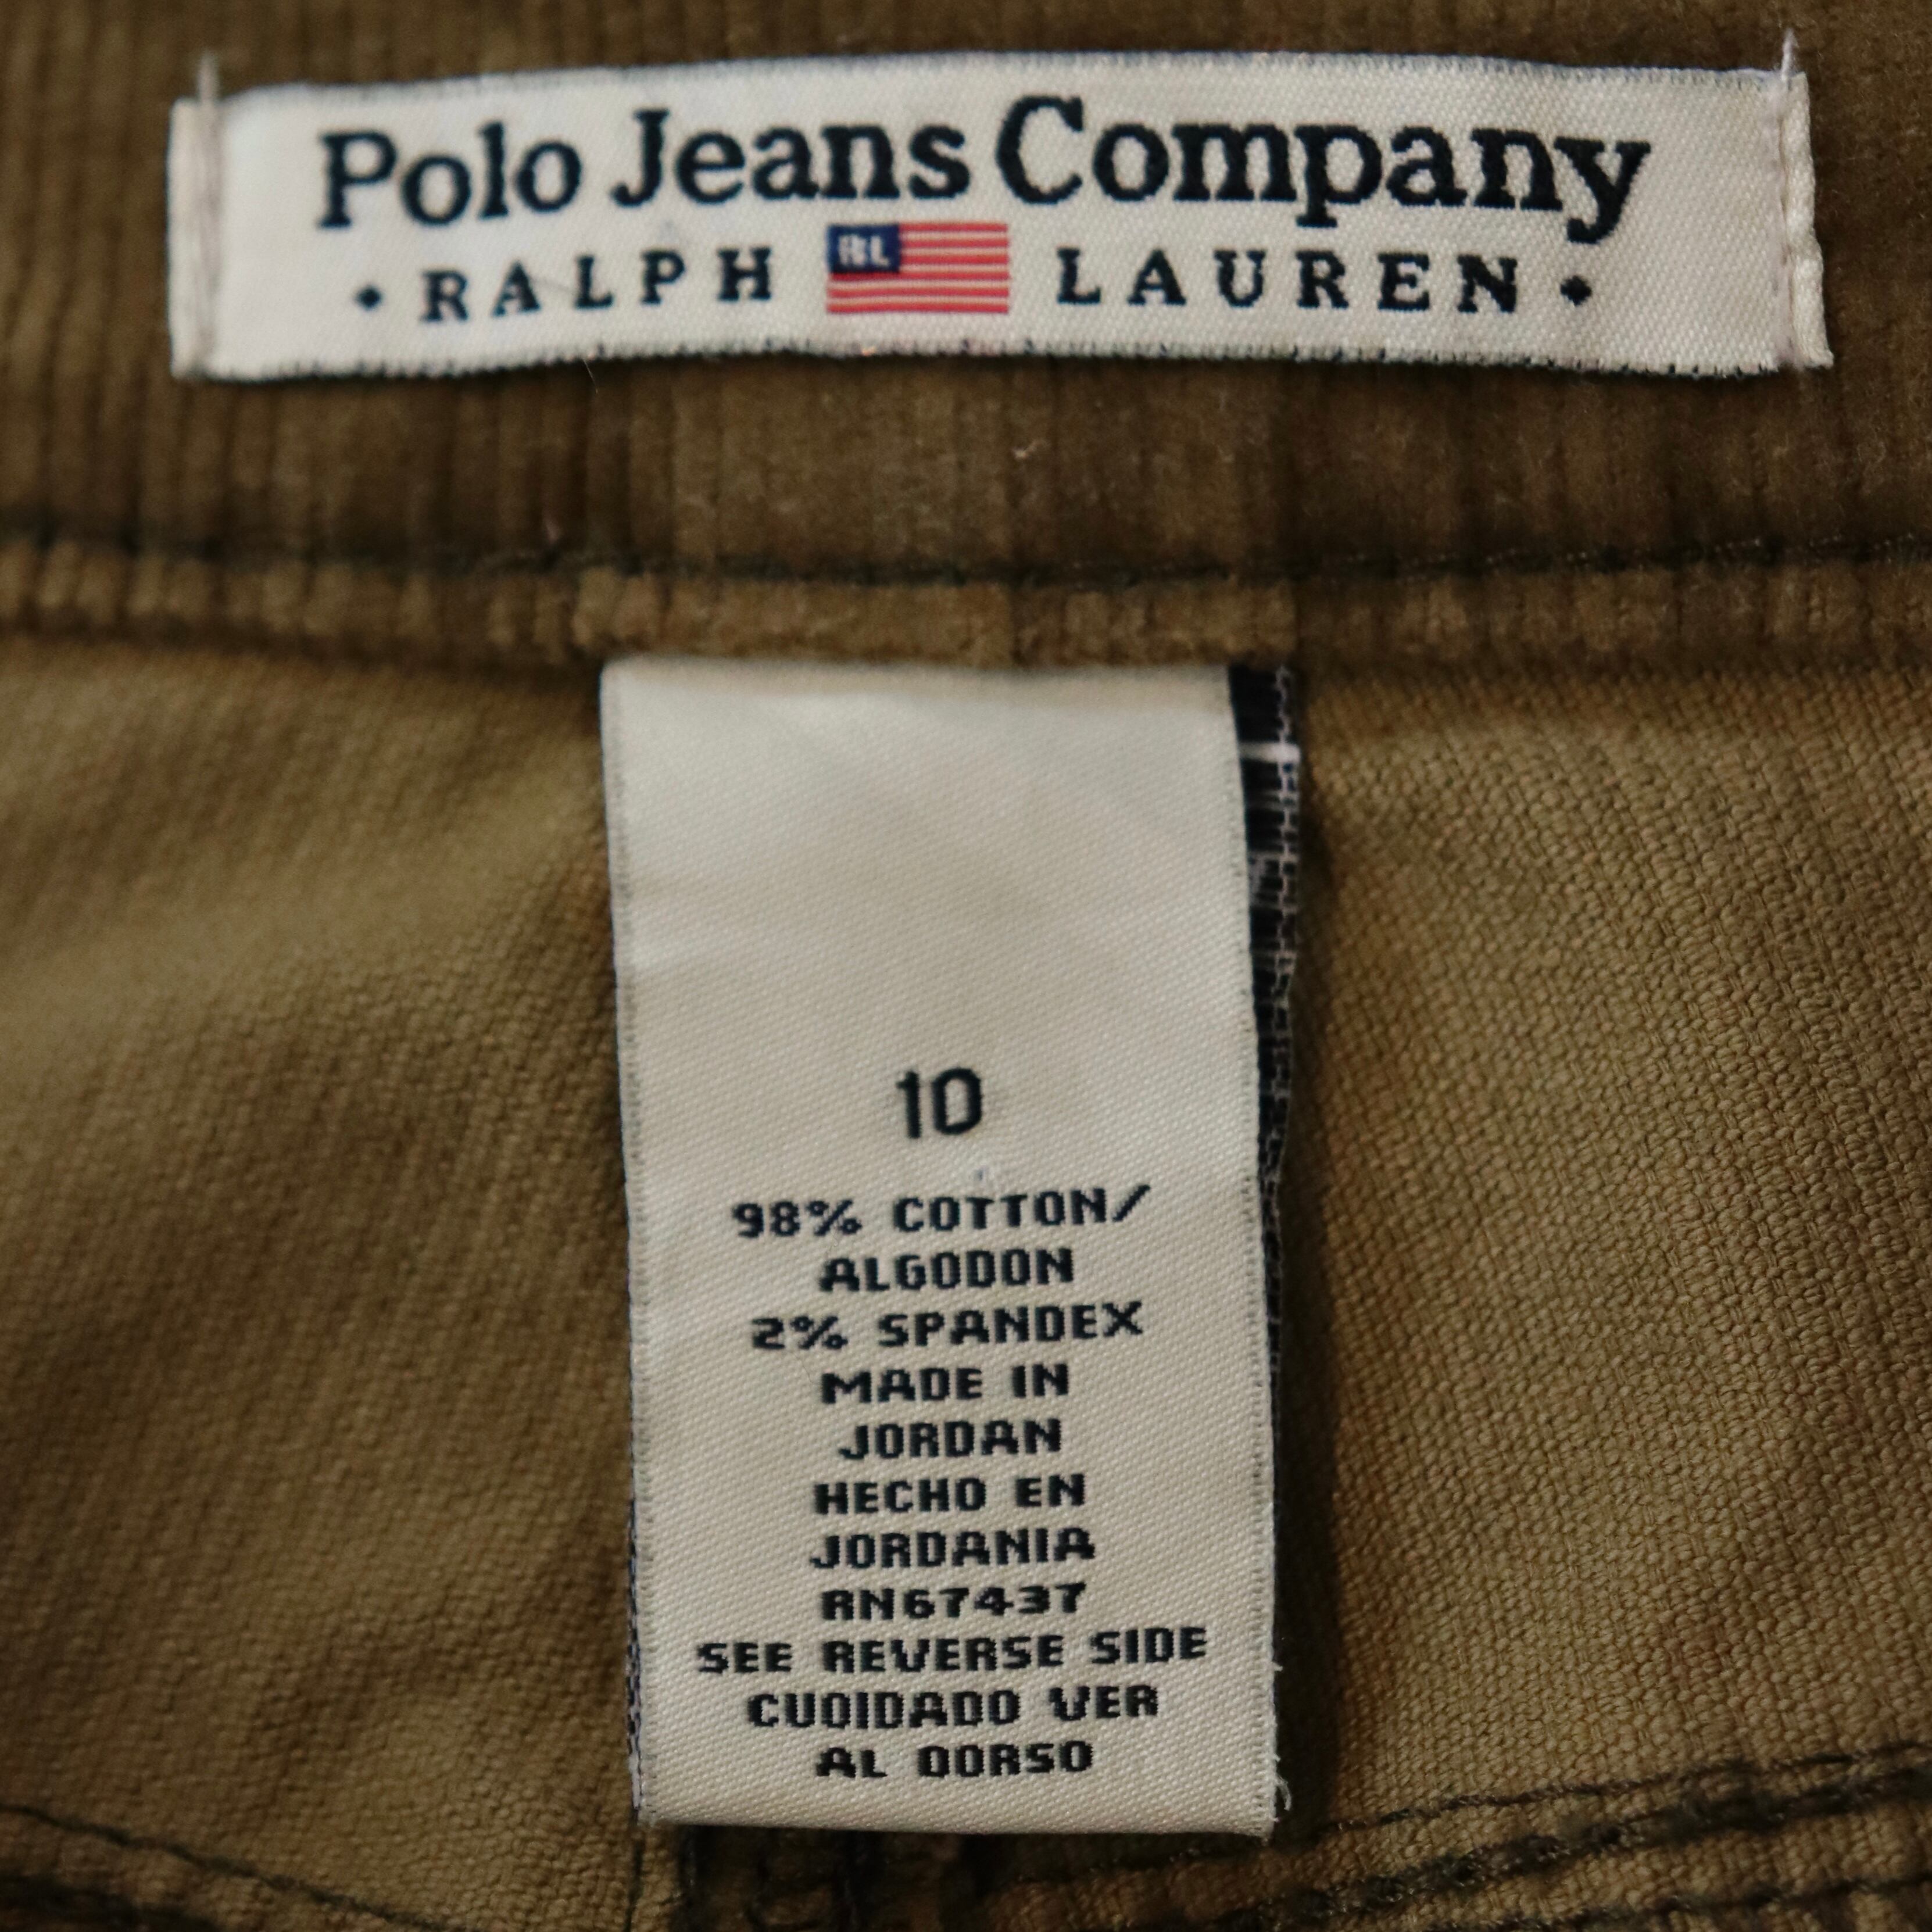 Polo Jeans Company
• RALPH RL LAUREN •
10
98% COTTON/
ALGODON
2% SPANDEX
MADE IN
JORDAN
HECHO EN
JORDANIA
RN67437
SEE REVERSE SIDE
CUOIDADO VER
AL DORSO